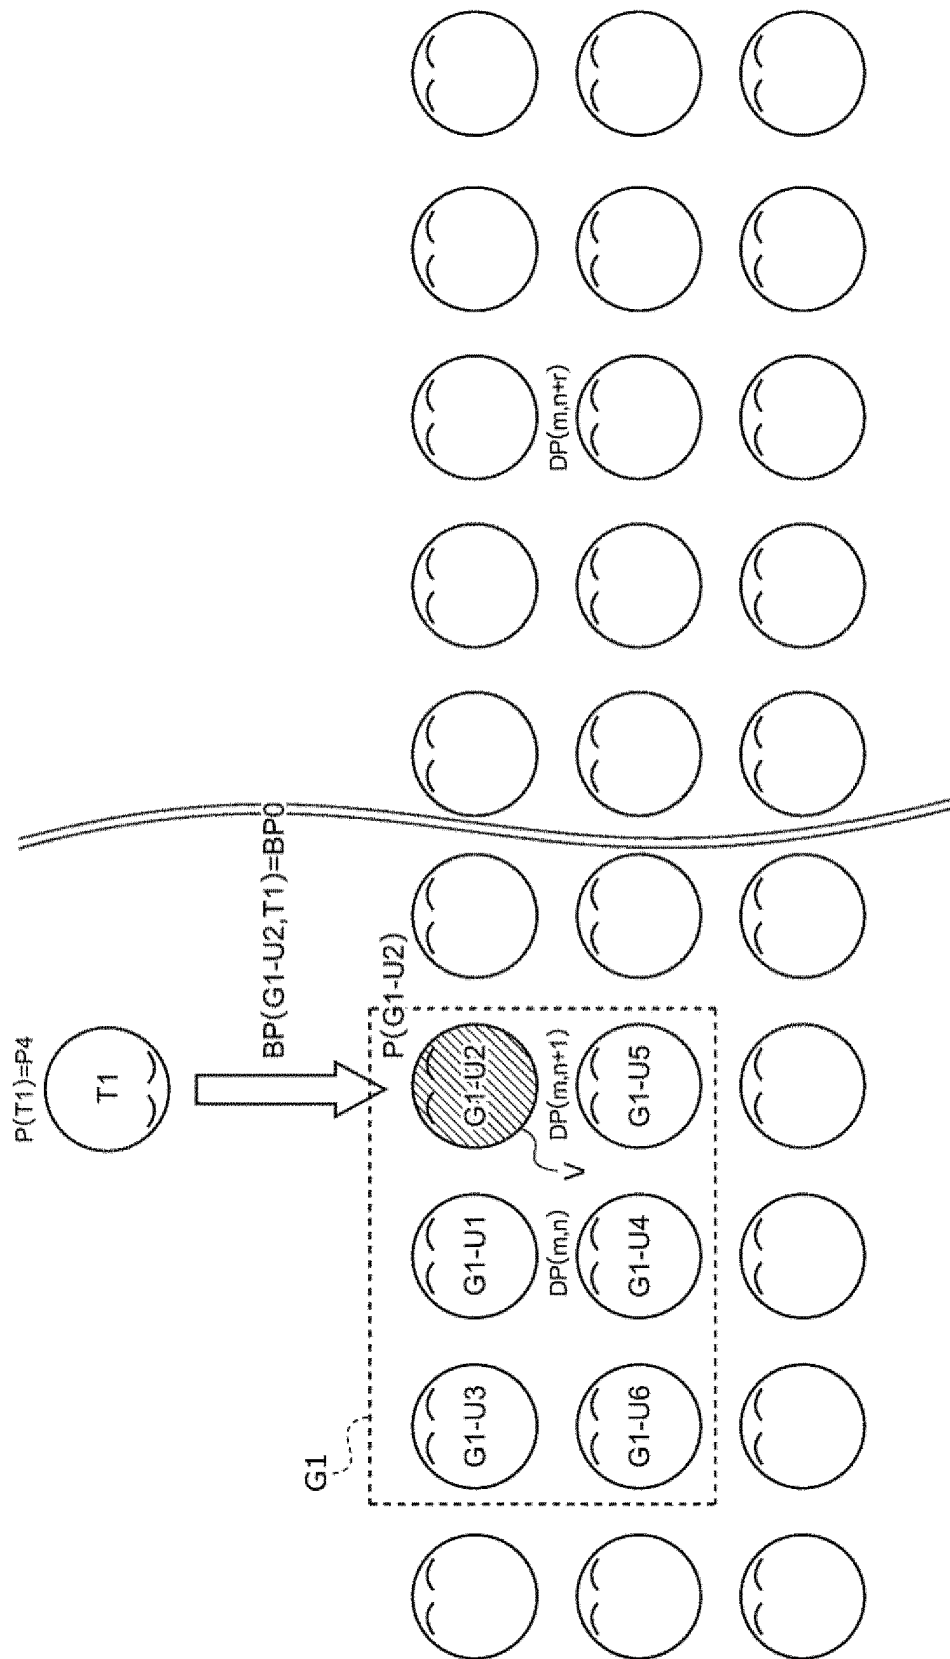 P(T1)=P4
T1
BP(G1-U2,T1)=BP0
P(G1-U2)
G1
G1-U3
G1-U1
G1-U2
V
DP(m,n)
DP(m,n+1)
DP(m,n+r)
G1-U6
G1-U4
G1-U5